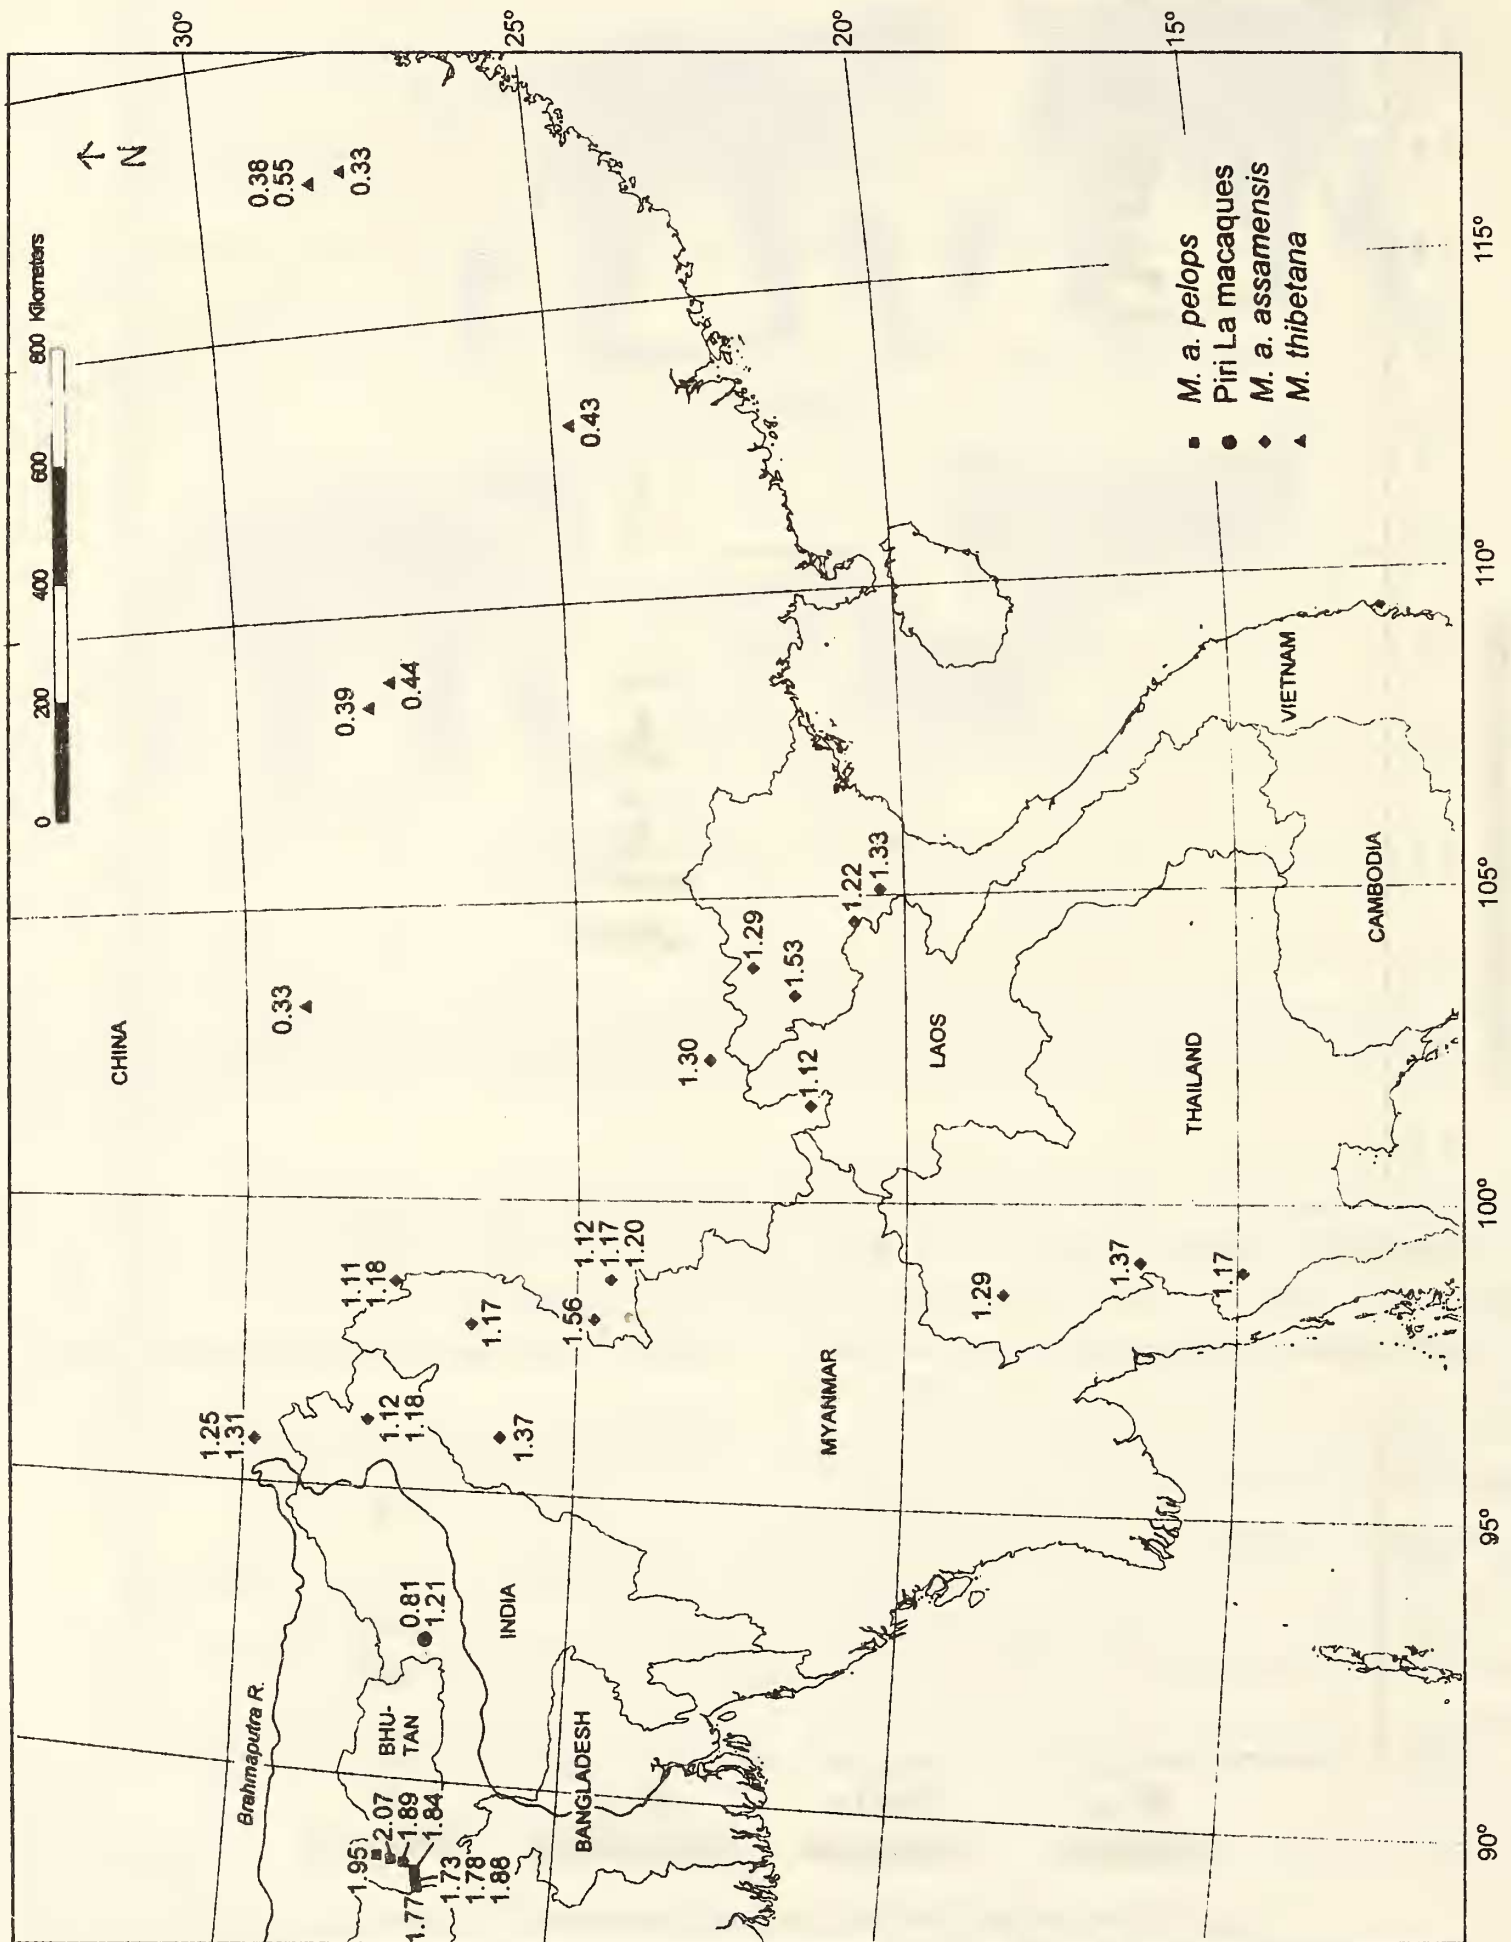 0 200 400 600 800 Kilometers
N
30°
25°
20°
15°
CHINA
0.38
0.55
0.33
0.43
0.39
0.44
0.33
1.25
1.31
1.11
1.18
1.12
1.18
1.17
1.37
1.56
1.12
1.17
1.20
1.30
1.29
1.53
1.12
1.22
1.33
1.29
1.37
1.17
Brahmaputra R.
BHU-
TAN
0.81
1.21
INDIA
BANGLADESH
1.95
2.07
1.89
1.84
1.77
1.73
1.78
1.88
MYANMAR
LAOS
THAILAND
VIETNAM
CAMBODIA
M. a. pelops
Piri La macaques
M. a. assamensis
M. thibetana
90°
95°
100°
105°
110°
115°